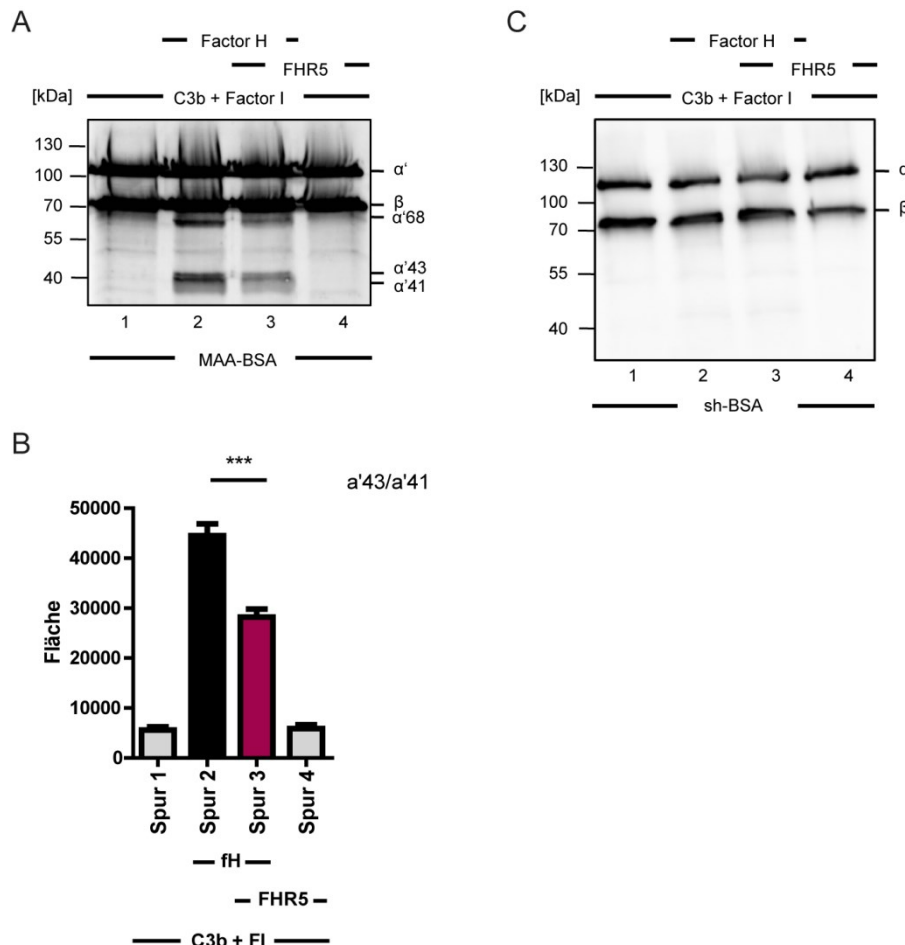 A
Factor H
FHR5
[kDa]
C3b + Factor I
130
100
70
55
40
α‘
β
α‘68
α’43
α’41
1 2 3 4
MAA-BSA
C
Factor H
FHR5
[kDa]
C3b + Factor I
130
100
70
55
40
β
1 2 3 4
sh-BSA
B
***
a'43/a'41
Fläche
50000
40000
30000
20000
10000
0
Spur 1
Spur 2
Spur 3
Spur 4
fH
FHR5
C3b + FI